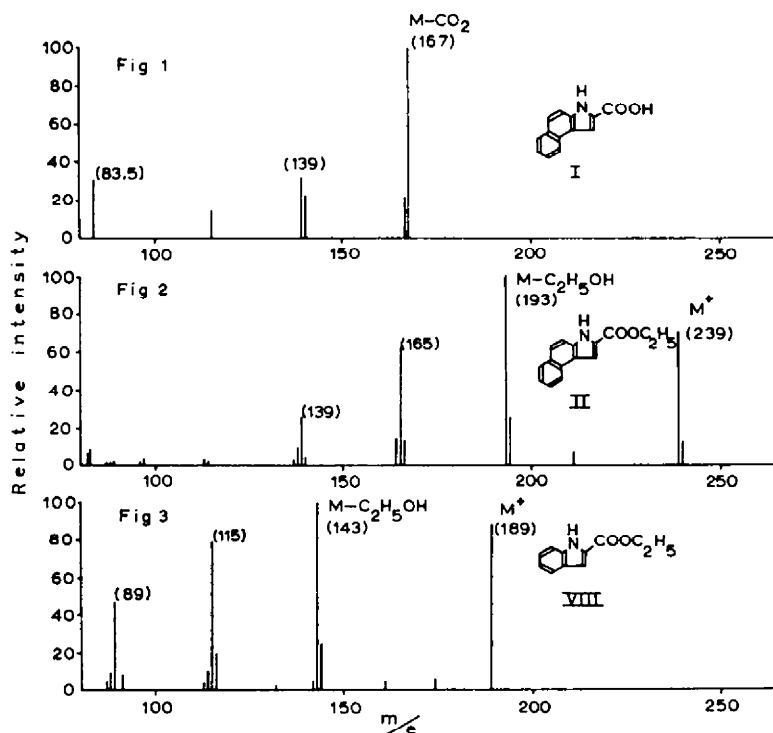 Relative intensity
Fig 1
M-CO₂
(167)
(83.5)
(139)
H
N
COOH
I
100
80
60
40
20
0
100
150
200
250
Fig 2
M-C₂H₅OH
(193)
M⁺
(239)
(165)
(139)
H
N
COOC₂H₅
II
100
80
60
40
20
0
100
150
200
250
Fig 3
M-C₂H₅OH
(143)
M⁺
(189)
(115)
(89)
H
N
COOC₂H₅
VIII
100
80
60
40
20
0
100
150
200
250
m/e